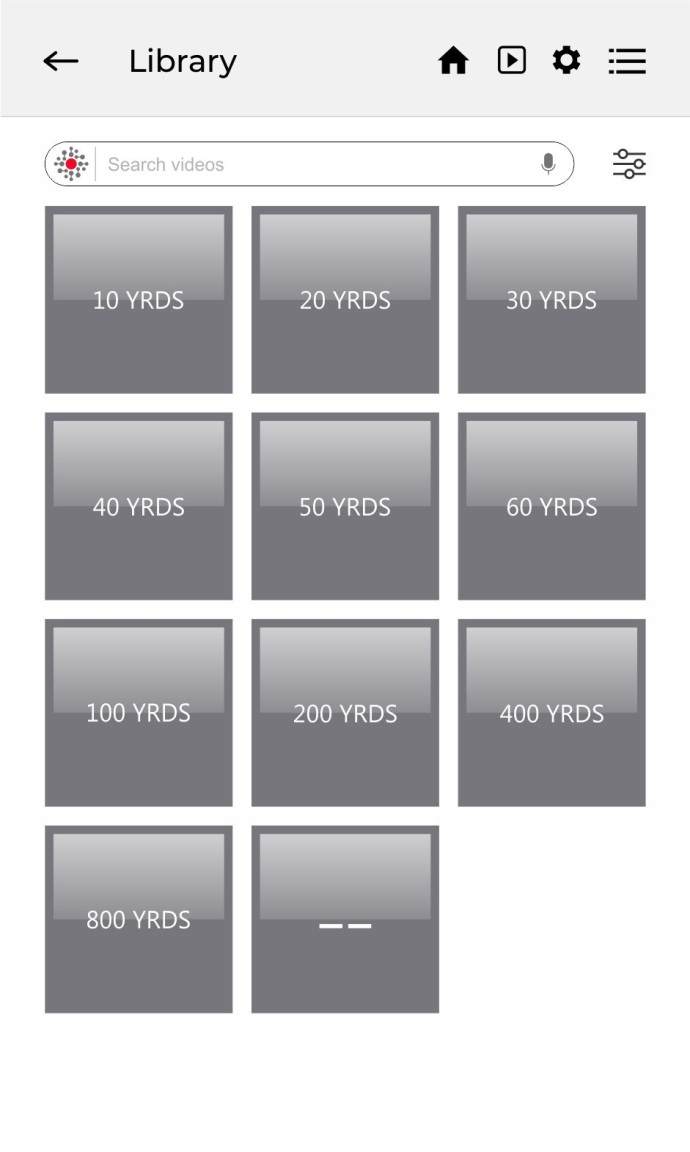 Library
Search videos
10 YRDS 20 YRDS 30 YRDS
40 YRDS 50 YRDS 60 YRDS
100 YRDS 200 YRDS 400 YRDS
800 YRDS — —